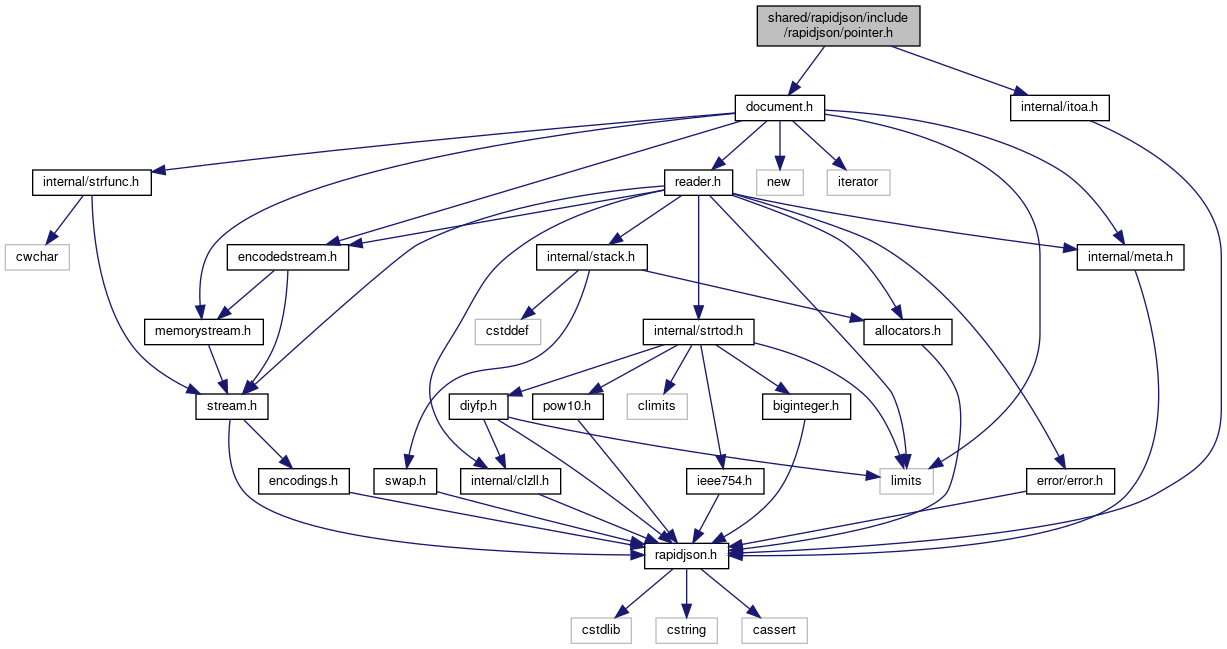 shared/rapidjson/include
/rapidjson/pointer.h
document.h
internal/itoa.h
internal/strfunc.h
reader.h
new
iterator
cwchar
encodedstream.h
internal/stack.h
internal/meta.h
memorystream.h
cstddef
internal/strtod.h
allocators.h
stream.h
diyfp.h
pow10.h
climits
biginteger.h
encodings.h
swap.h
internal/clzll.h
ieee754.h
limits
error/error.h
rapidjson.h
cstdlib
cstring
cassert